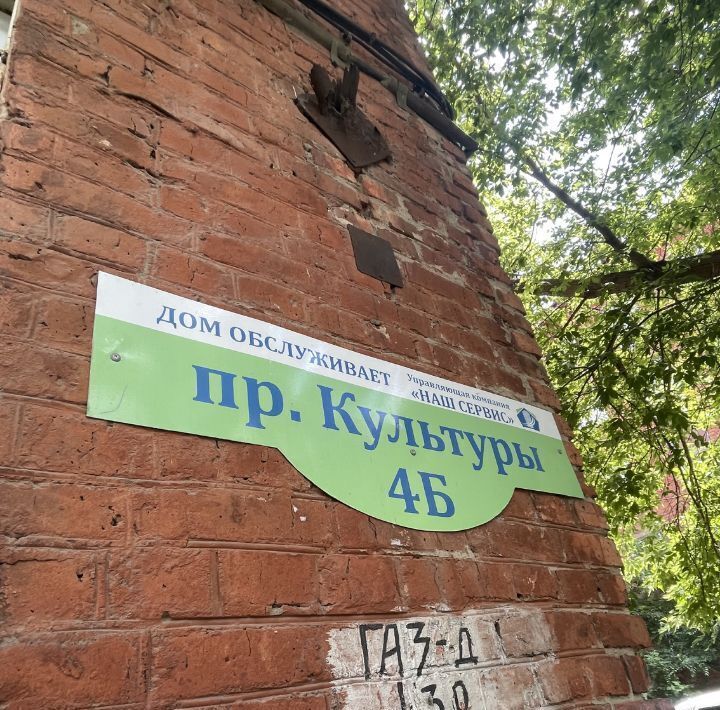 ДОМ ОБСЛУЖИВАЕТ
Управляющая компания
«НАШ СЕРВИС»
пр. Культуры
4Б
ГАЗ-Д
130